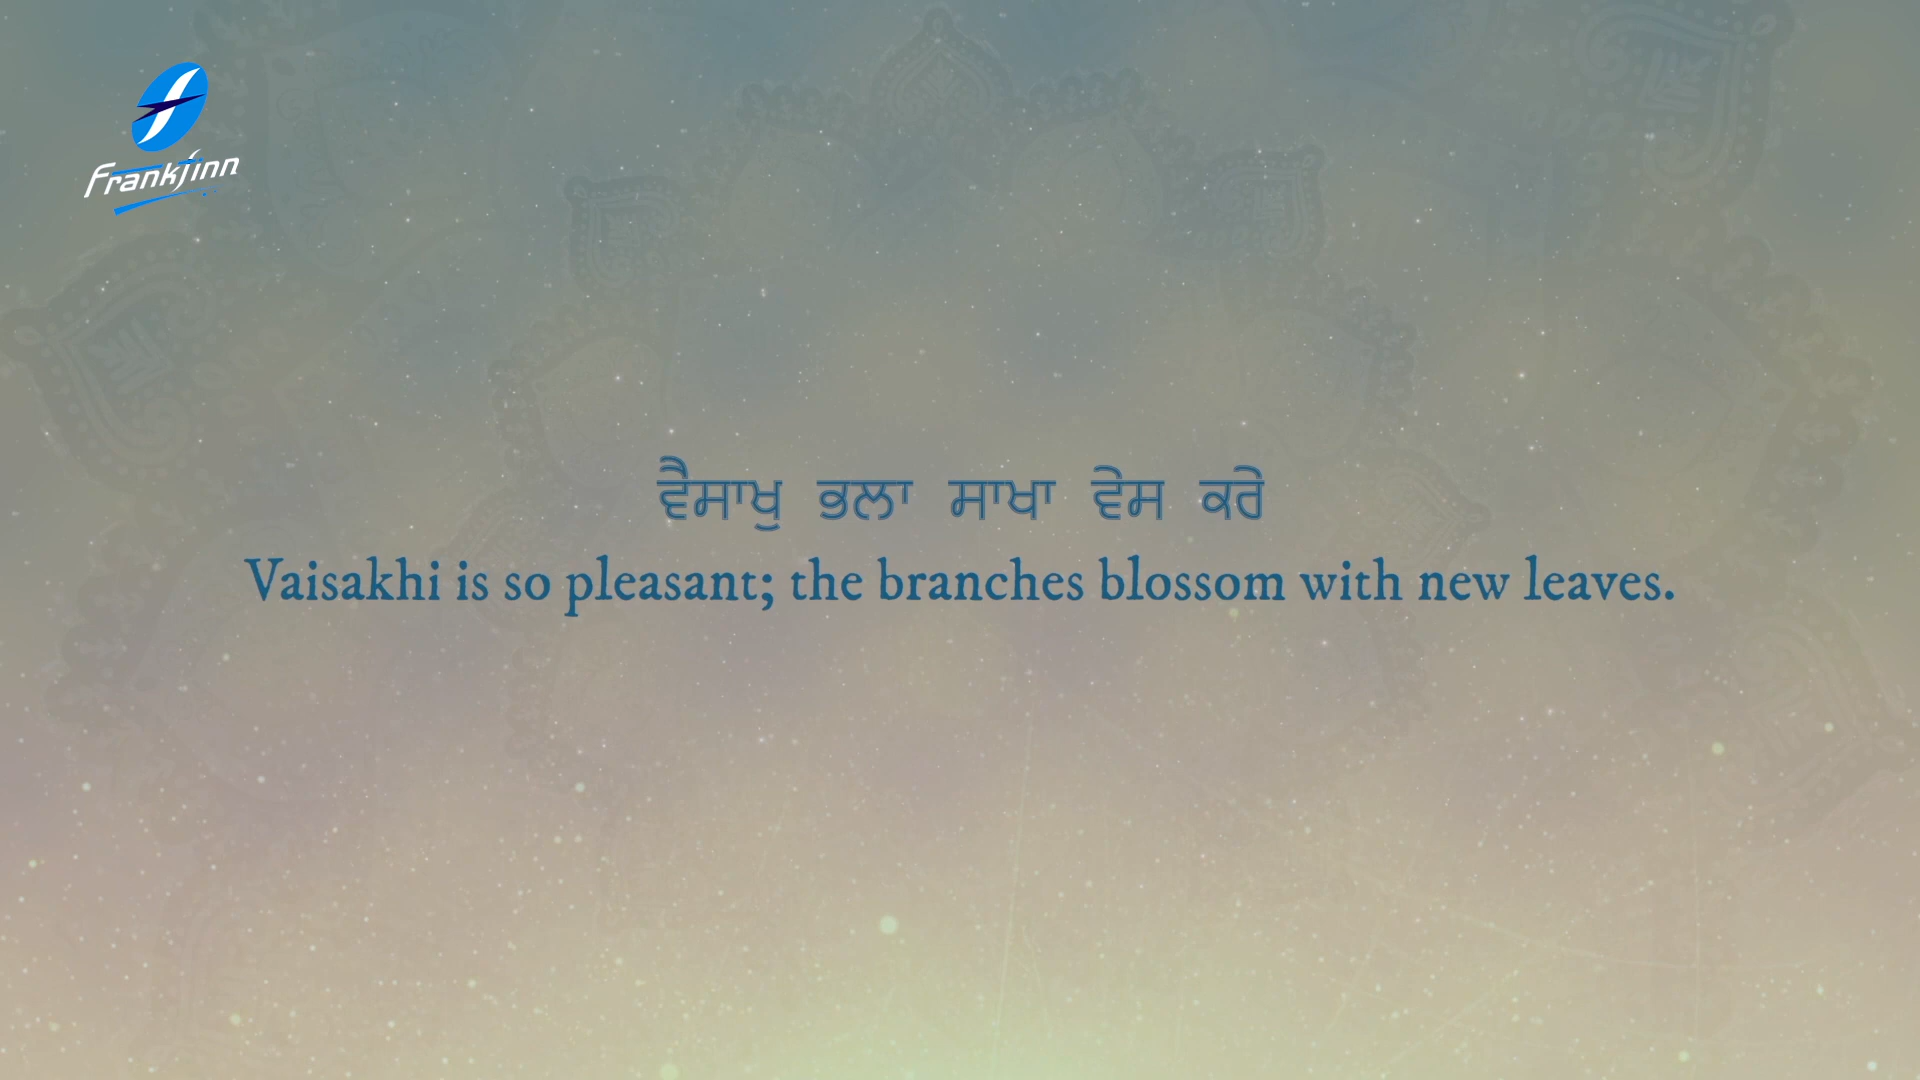 Frankfinn
ਵੈਸਾਖੁ ਭਲਾ ਸਾਖਾ ਵੇਸ ਕਰੇ
Vaisakhi is so pleasant; the branches blossom with new leaves.